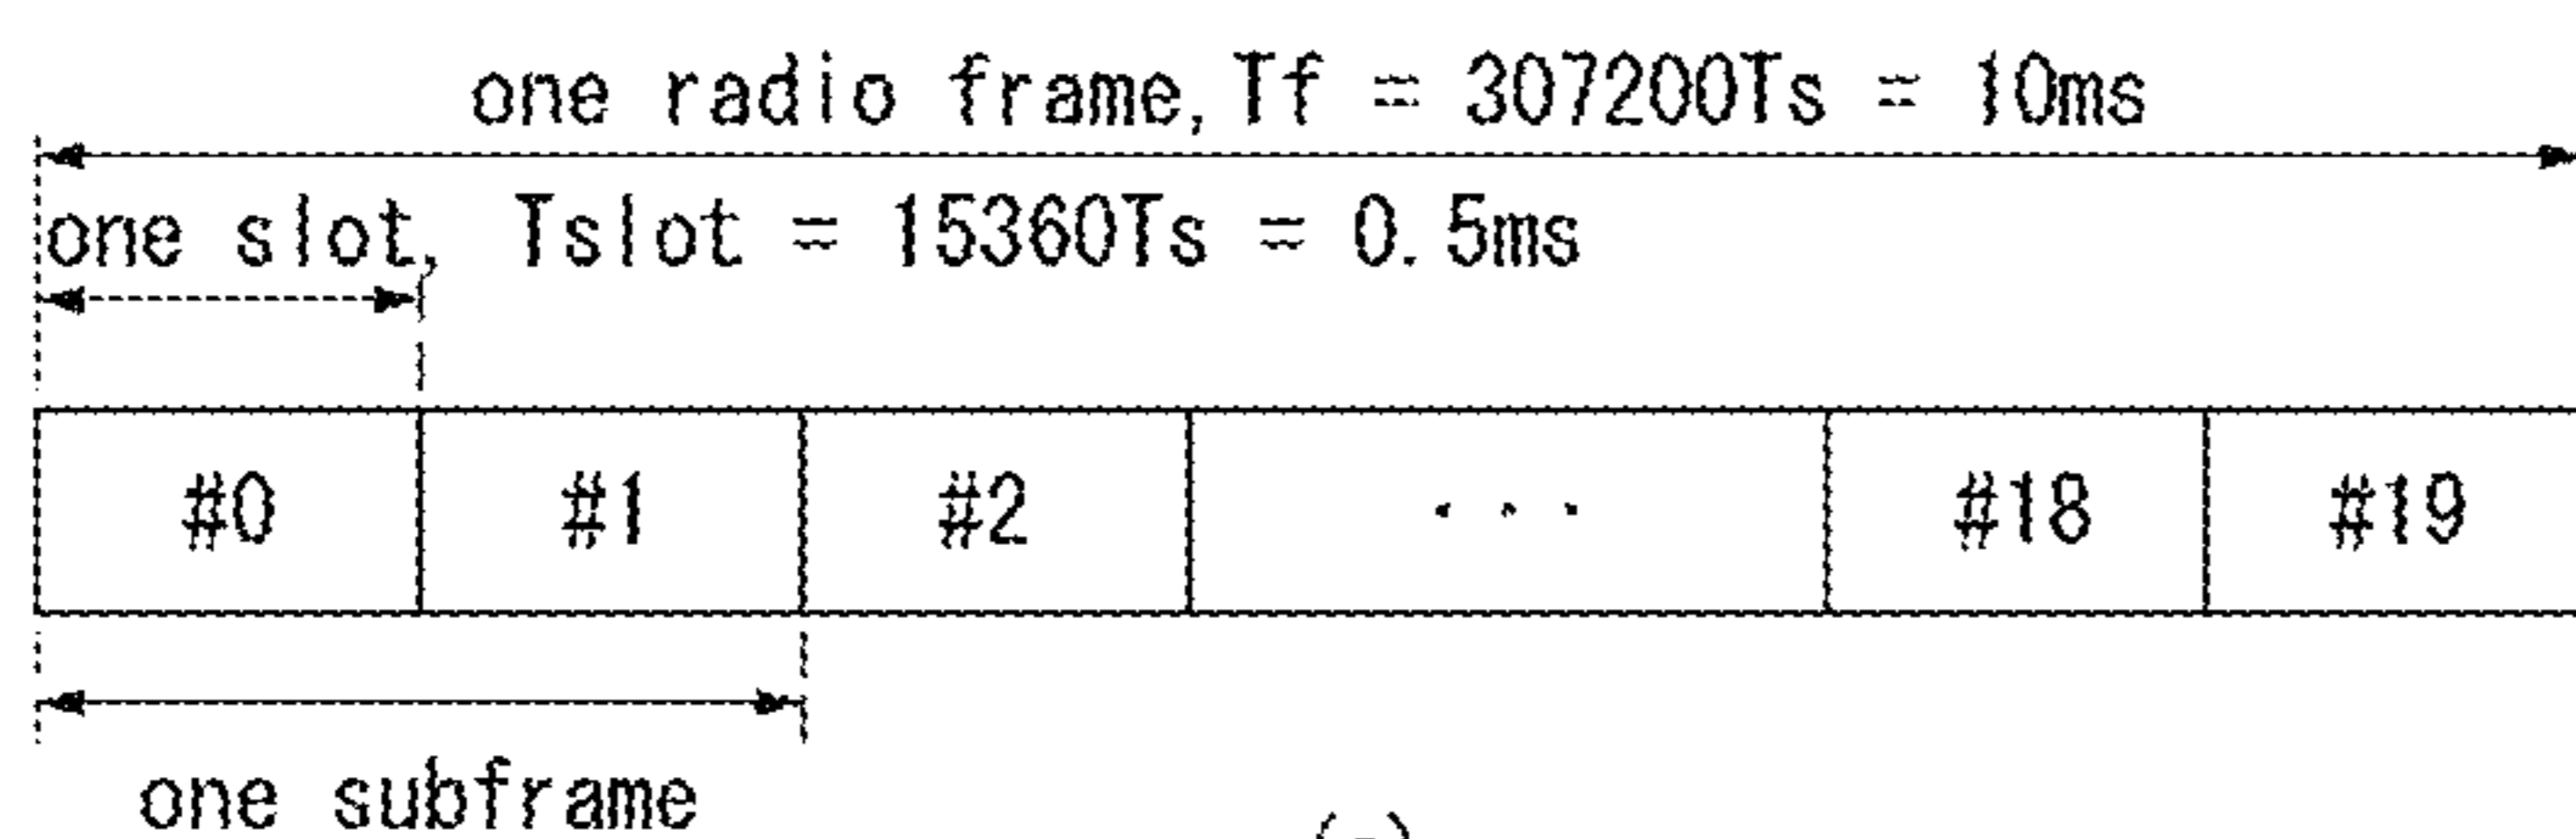 one radio frame, Tf = 307200Ts = 10ms
one slot, Tslot = 15360Ts = 0.5ms
#0 #1 #2 ... #18 #19
one subframe